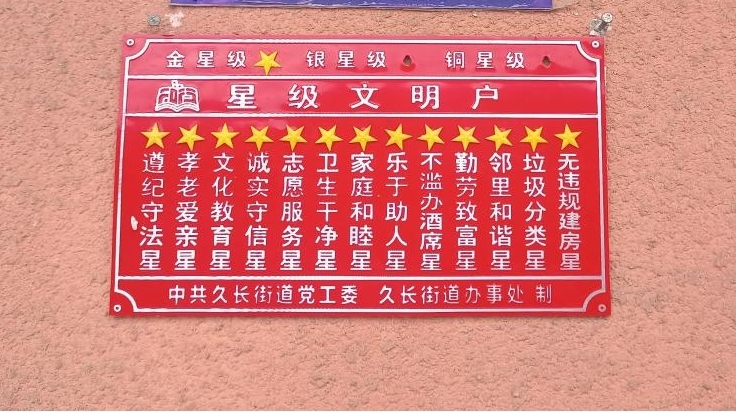 金星级 银星级 铜星级
星级文明户
遵纪守法星
孝老爱亲星
文化教育星
诚实守信星
志愿服务星
卫生干净星
家庭和睦星
乐于助人星
不滥办酒席星
勤劳致富星
邻里和谐星
垃圾分类星
无违规建房星
中共久长街道党工委 久长街道办事处 制